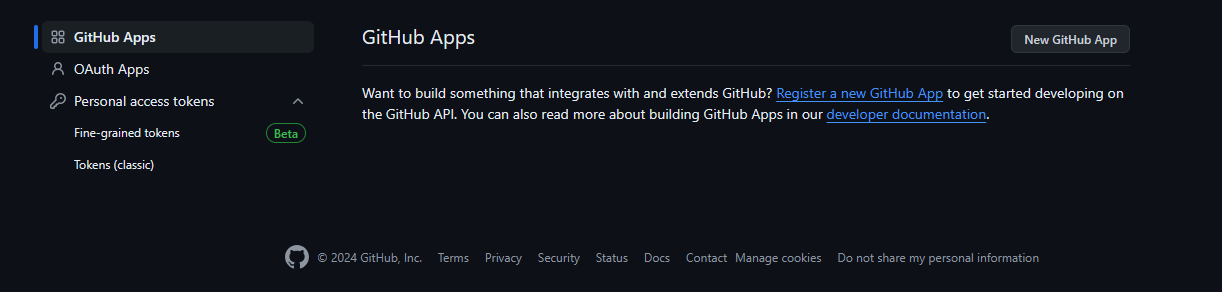 GitHub Apps
OAuth Apps
Personal access tokens
Fine-grained tokens Beta
Tokens (classic)
GitHub Apps
New GitHub App
Want to build something that integrates with and extends GitHub? Register a new GitHub App to get started developing on
the GitHub API. You can also read more about building GitHub Apps in our developer documentation.
© 2024 GitHub, Inc. Terms Privacy Security Status Docs Contact Manage cookies Do not share my personal information